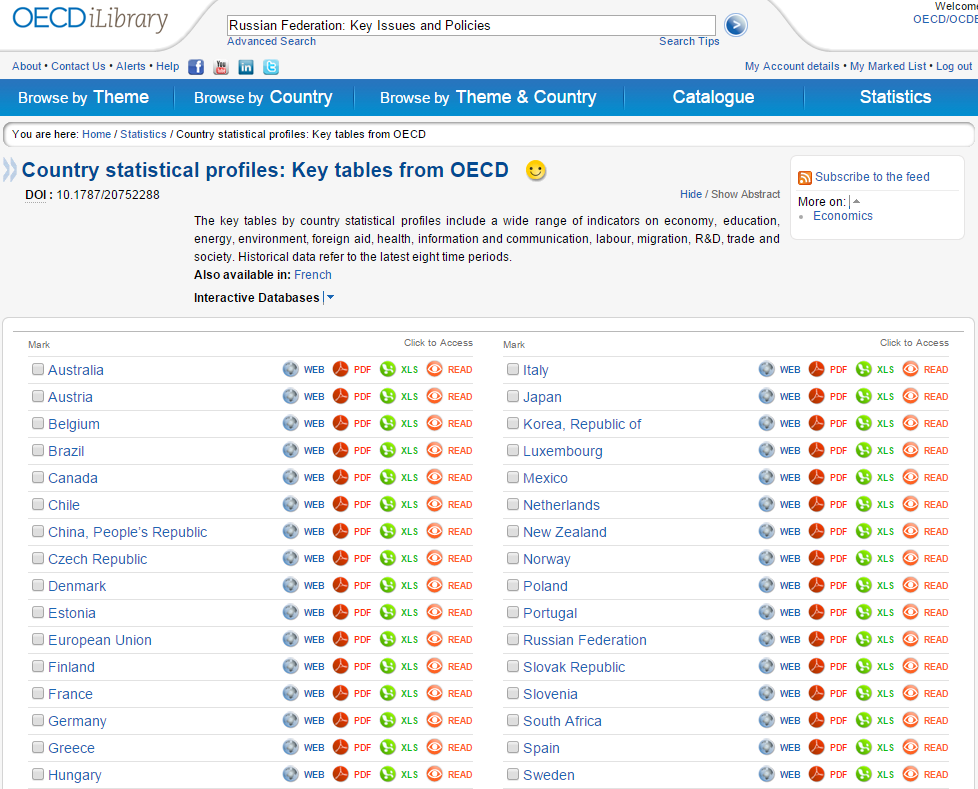 OECD iLibrary
Welcome
OECD/OCDE
Russian Federation: Key Issues and Policies
Advanced Search
Search Tips
About • Contact Us • Alerts • Help
You Tube
in
My Account details • My Marked List • Log out
Browse by Theme
Browse by Country
Browse by Theme & Country
Catalogue
Statistics
You are here: Home / Statistics / Country statistical profiles: Key tables from OECD
Country statistical profiles: Key tables from OECD
DOI : 10.1787/20752288
Hide / Show Abstract
Subscribe to the feed
More on:
Economics
The key tables by country statistical profiles include a wide range of indicators on economy, education,
energy, environment, foreign aid, health, information and communication, labour, migration, R&D, trade and
society. Historical data refer to the latest eight time periods.
Also available in: French
Interactive Databases
Mark Click to Access
Australia WEB PDF XLS READ
Austria WEB PDF XLS READ
Belgium WEB PDF XLS READ
Brazil WEB PDF XLS READ
Canada WEB PDF XLS READ
Chile WEB PDF XLS READ
China, People's Republic WEB PDF XLS READ
Czech Republic WEB PDF XLS READ
Denmark WEB PDF XLS READ
Estonia WEB PDF XLS READ
European Union WEB PDF XLS READ
Finland WEB PDF XLS READ
France WEB PDF XLS READ
Germany WEB PDF XLS READ
Greece WEB PDF XLS READ
Hungary WEB PDF XLS READ
Mark Click to Access
Italy WEB PDF XLS READ
Japan WEB PDF XLS READ
Korea, Republic of WEB PDF XLS READ
Luxembourg WEB PDF XLS READ
Mexico WEB PDF XLS READ
Netherlands WEB PDF XLS READ
New Zealand WEB PDF XLS READ
Norway WEB PDF XLS READ
Poland WEB PDF XLS READ
Portugal WEB PDF XLS READ
Russian Federation WEB PDF XLS READ
Slovak Republic WEB PDF XLS READ
Slovenia WEB PDF XLS READ
South Africa WEB PDF XLS READ
Spain WEB PDF XLS READ
Sweden WEB PDF XLS READ